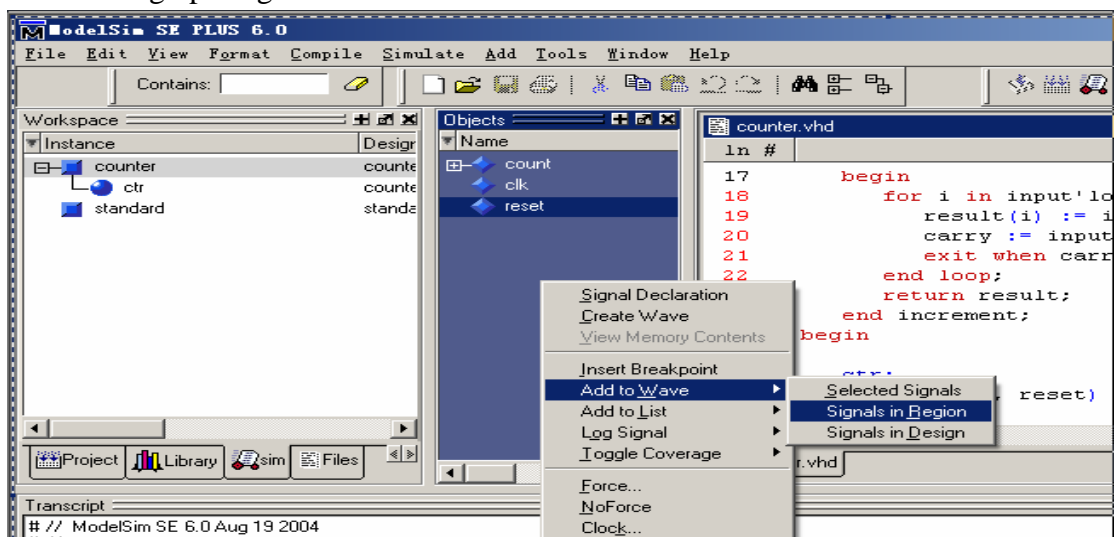 ModelSim SE PLUS 6.0
File Edit View Format Compile Simulate Add Tools Window Help
Contains:
Workspace
Instance Design
counter counte
ctr counte
standard standa
Project Library sim Files
Objects
Name
count
clk
reset
counter.vhd
ln #
17 begin
18 for i in input'lo
19 result(i) := i
20 carry := input
21 exit when carr
22 end loop;
return result;
end increment;
begin
ctr:
reset)
r.vhd
Signal Declaration
Create Wave
View Memory Contents
Insert Breakpoint
Add to Wave
Add to List
Log Signal
Toggle Coverage
Force...
NoForce
Clock...
Selected Signals
Signals in Region
Signals in Design
Transcript
# // ModelSim SE 6.0 Aug 19 2004